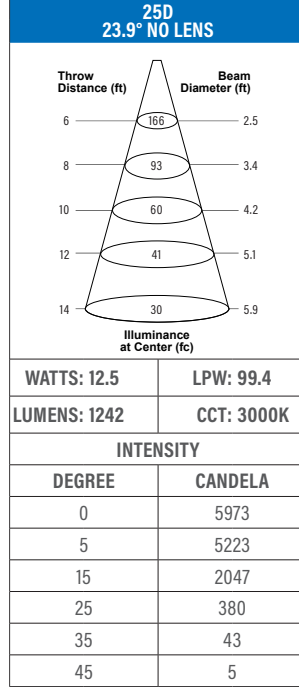 25D
23.9° NO LENS
Throw Distance (ft)
Beam Diameter (ft)
6 166 2.5
8 93 3.4
10 60 4.2
12 41 5.1
14 30 5.9
Illuminance
at Center (fc)
WATTS: 12.5 LPW: 99.4
LUMENS: 1242 CCT: 3000K
INTENSITY
DEGREE CANDELA
0 5973
5 5223
15 2047
25 380
35 43
45 5